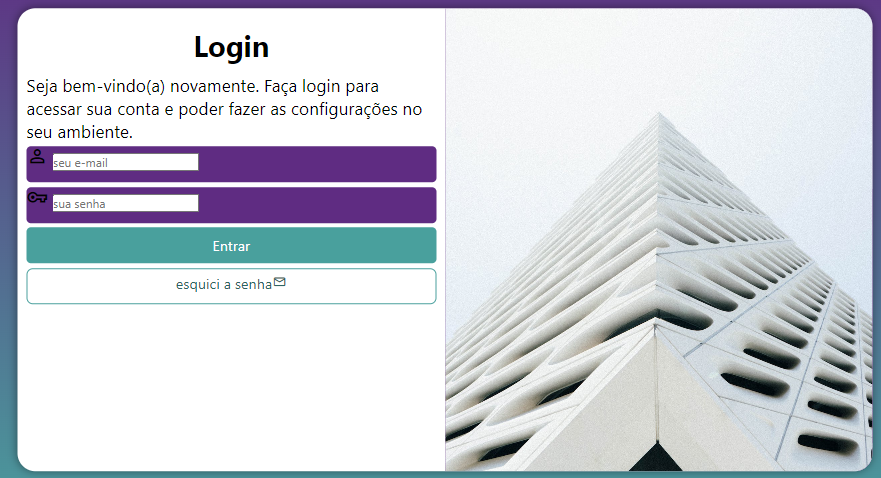 Login
Seja bem-vindo(a) novamente. Faça login para
acessar sua conta e poder fazer as configurações no
seu ambiente.
seu e-mail
sua senha
Entrar
esquici a senha